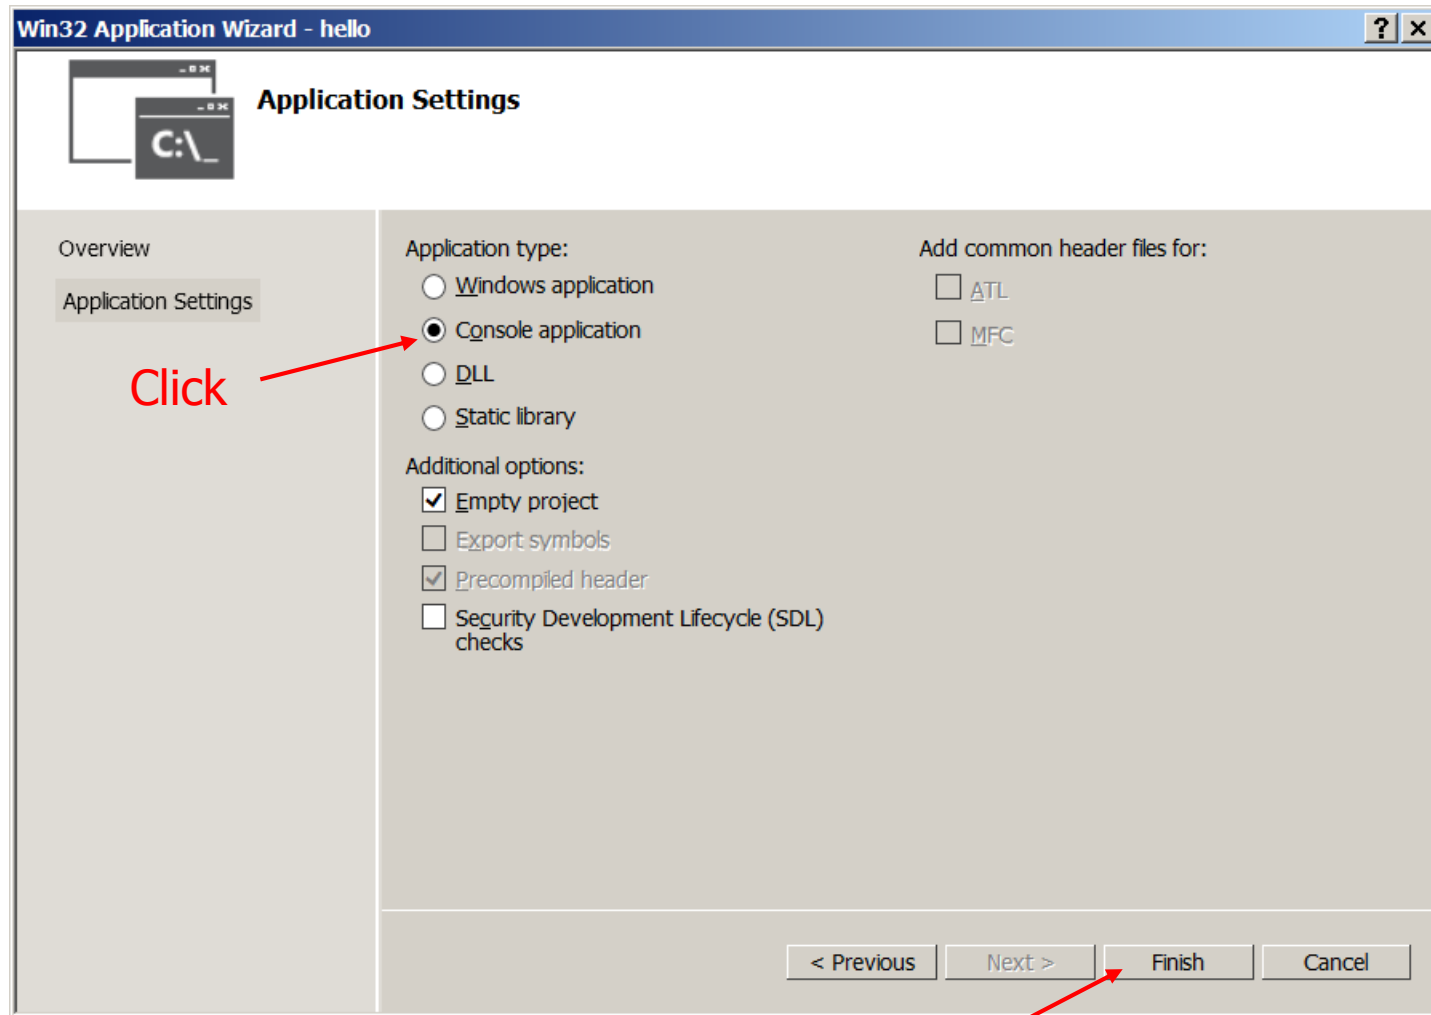 Win32 Application Wizard - hello
C:\_
Application Settings
Overview
Application Settings
Click
Application type:
Windows application
Console application
DLL
Static library
Additional options:
Empty project
Export symbols
Precompiled header
Security Development Lifecycle (SDL)
checks
Add common header files for:
ATL
MFC
< Previous
Next >
Finish
Cancel